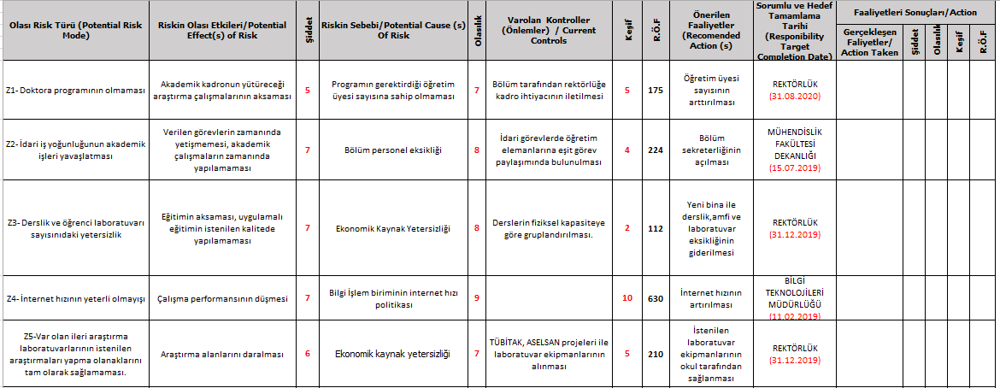 Olası Risk Türü (Potential Risk
Mode)
Riskin Olası Etkileri/Potential
Effect(s) of Risk
Şiddet
Riskin Sebebi/Potential Cause (s)
Of Risk
Olasılık
Varolan Kontroller
(Önlemler) / Current
Controls
Keşif
R.Ö.F
Önerilen
Faaliyetler
(Recomended
Action (s)
Sorumlu ve Hedef
Tamamlama
Tarihi
(Responibility
Target
Completion Date)
Faaliyetleri Sonuçları/Action
Gerçekleşen
Faliyetler/
Action Taken
Şiddet
Olasılık
Keşif
R.Ö.F
Z1- Doktora programının olmaması
Akademik kadronun yütüreceği
araştırma çalışmalarının aksaması
5
Programın gerektirdiği öğretim
üyesi sayısına sahip olmaması
7
Bölüm tarafından rektörlüğe
kadro ihtiyacının iletilmesi
5
175
Öğretim üyesi
sayısının
arttırılması
REKTÖRLÜK
(31.08.2020)
Z2- İdari iş yoğunluğunun akademik
işleri yavaşlatması
Verilen görevlerin zamanında
yetişmemesi, akademik
çalışmaların zamanında
yapılamaması
7
Bölüm personel eksikliği
8
İdari görevlerde öğretim
elemanlarına eşit görev
paylaşımında bulunulması
4
224
Bölüm
sekreterliğinin
açılması
MÜHENDİSLİK
FAKÜLTESİ
DEKANLIĞI
(15.07.2019)
Z3- Derslik ve öğrenci laboratuvarı
sayısınıdaki yetersizlik
Eğitimin aksaması, uygulamalı
eğitimin istenilen kalitede
yapılamaması
7
Ekonomik Kaynak Yetersizliği
8
Derslerin fiziksel kapasiteye
göre gruplandırılması.
2
112
Yeni bina ile
derslik,amfi ve
laboratuvar
eksikliğinin
giderilmesi
REKTÖRLÜK
(31.12.2019)
Z4- İnternet hızının yeterli olmayışı
Çalışma performansının düşmesi
7
Bilgi İşlem biriminin internet hızı
politikası
9
10
630
İnternet hızının
artırılması
BİLGİ
TEKNOLOJİLERİ
MÜDÜRLÜĞÜ
(11.02.2019)
Z5-Var olan ileri araştırma
laboratuvarlarının istenilen
araştırmaları yapma olanaklarını
tam olarak sağlamaması.
Araştırma alanlarını daralması
6
Ekonomik kaynak yetersizliği
7
TÜBİTAK, ASELSAN projeleri ile
laboratuvar ekipmanlarının
alınması
5
210
İstenilen
laboratuvar
ekipmanlarının
okul tarafından
sağlanması
REKTÖRLÜK
(31.12.2019)